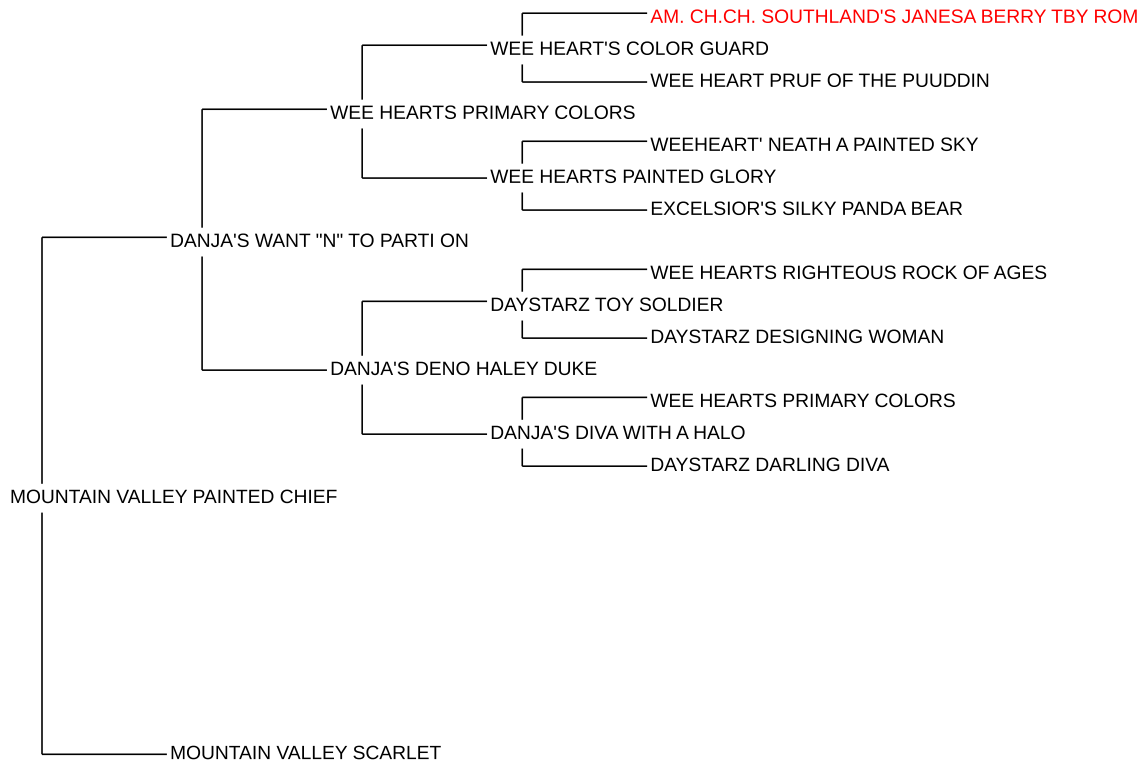 AM. CH.CH. SOUTHLAND'S JANESA BERRY TBY ROM
WEE HEART'S COLOR GUARD
WEE HEART PRUF OF THE PUUDDIN
WEE HEARTS PRIMARY COLORS
WEEHEART' NEATH A PAINTED SKY
WEE HEARTS PAINTED GLORY
EXCELSIOR'S SILKY PANDA BEAR
DANJA'S WANT "N" TO PARTI ON
WEE HEARTS RIGHTEOUS ROCK OF AGES
DAYSTARZ TOY SOLDIER
DAYSTARZ DESIGNING WOMAN
DANJA'S DENO HALEY DUKE
WEE HEARTS PRIMARY COLORS
DANJA'S DIVA WITH A HALO
DAYSTARZ DARLING DIVA
MOUNTAIN VALLEY PAINTED CHIEF
MOUNTAIN VALLEY SCARLET